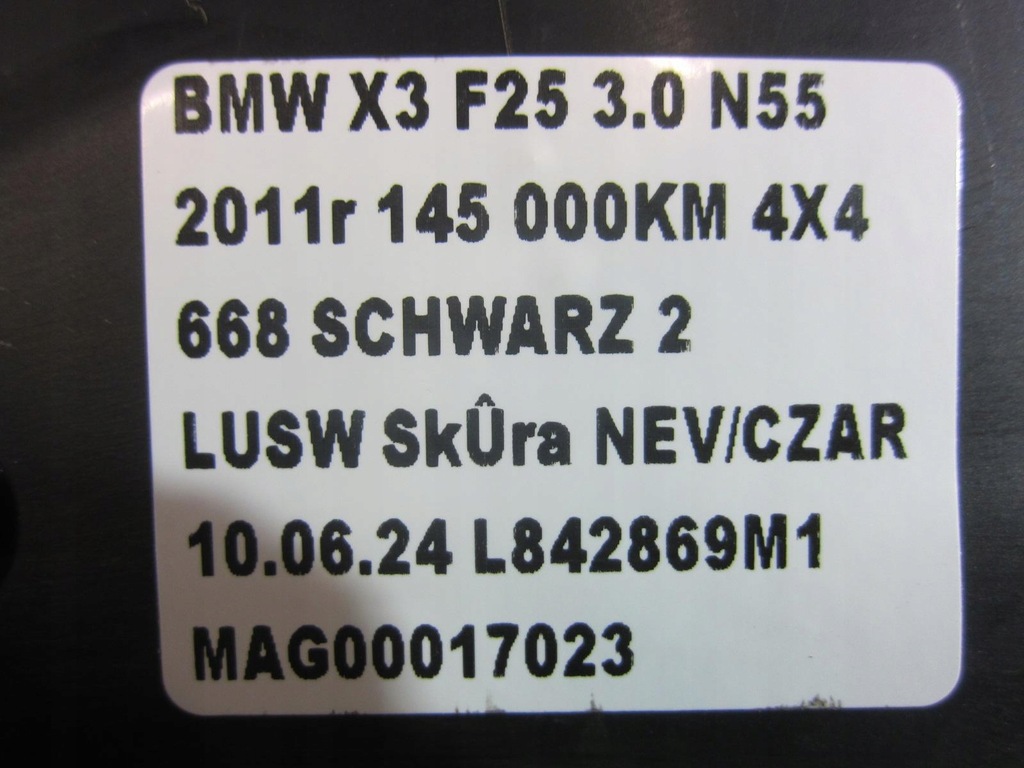 BMW X3 F25 3.0 N55
2011r 145 000KM 4X4
668 SCHWARZ 2
LUSW SkÛra NEV/CZAR
10.06.24 L842869M1
MAG00017023